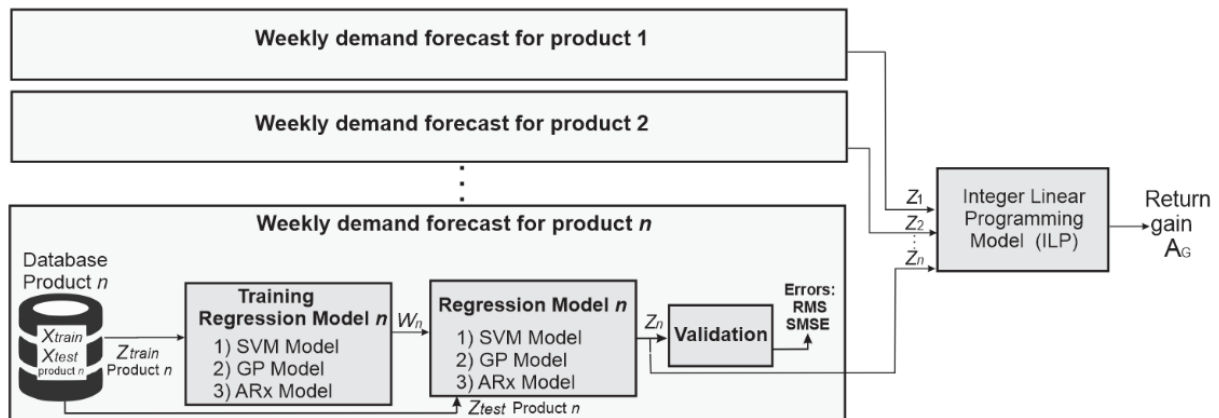 Weekly demand forecast for product 1
Weekly demand forecast for product 2
Z1
Z2
Zn
Integer Linear
Programming
Model (ILP)
Return
gain
AG
Weekly demand forecast for product n
Database
Product n
Xtrain
Xtest
product n
Ztrain
Product n
Training
Regression Model n
1) SVM Model
2) GP Model
3) ARx Model
Wn
Regression Model n
1) SVM Model
2) GP Model
3) ARx Model
Ztest Product n
Zn
Validation
Errors:
RMS
SMSE